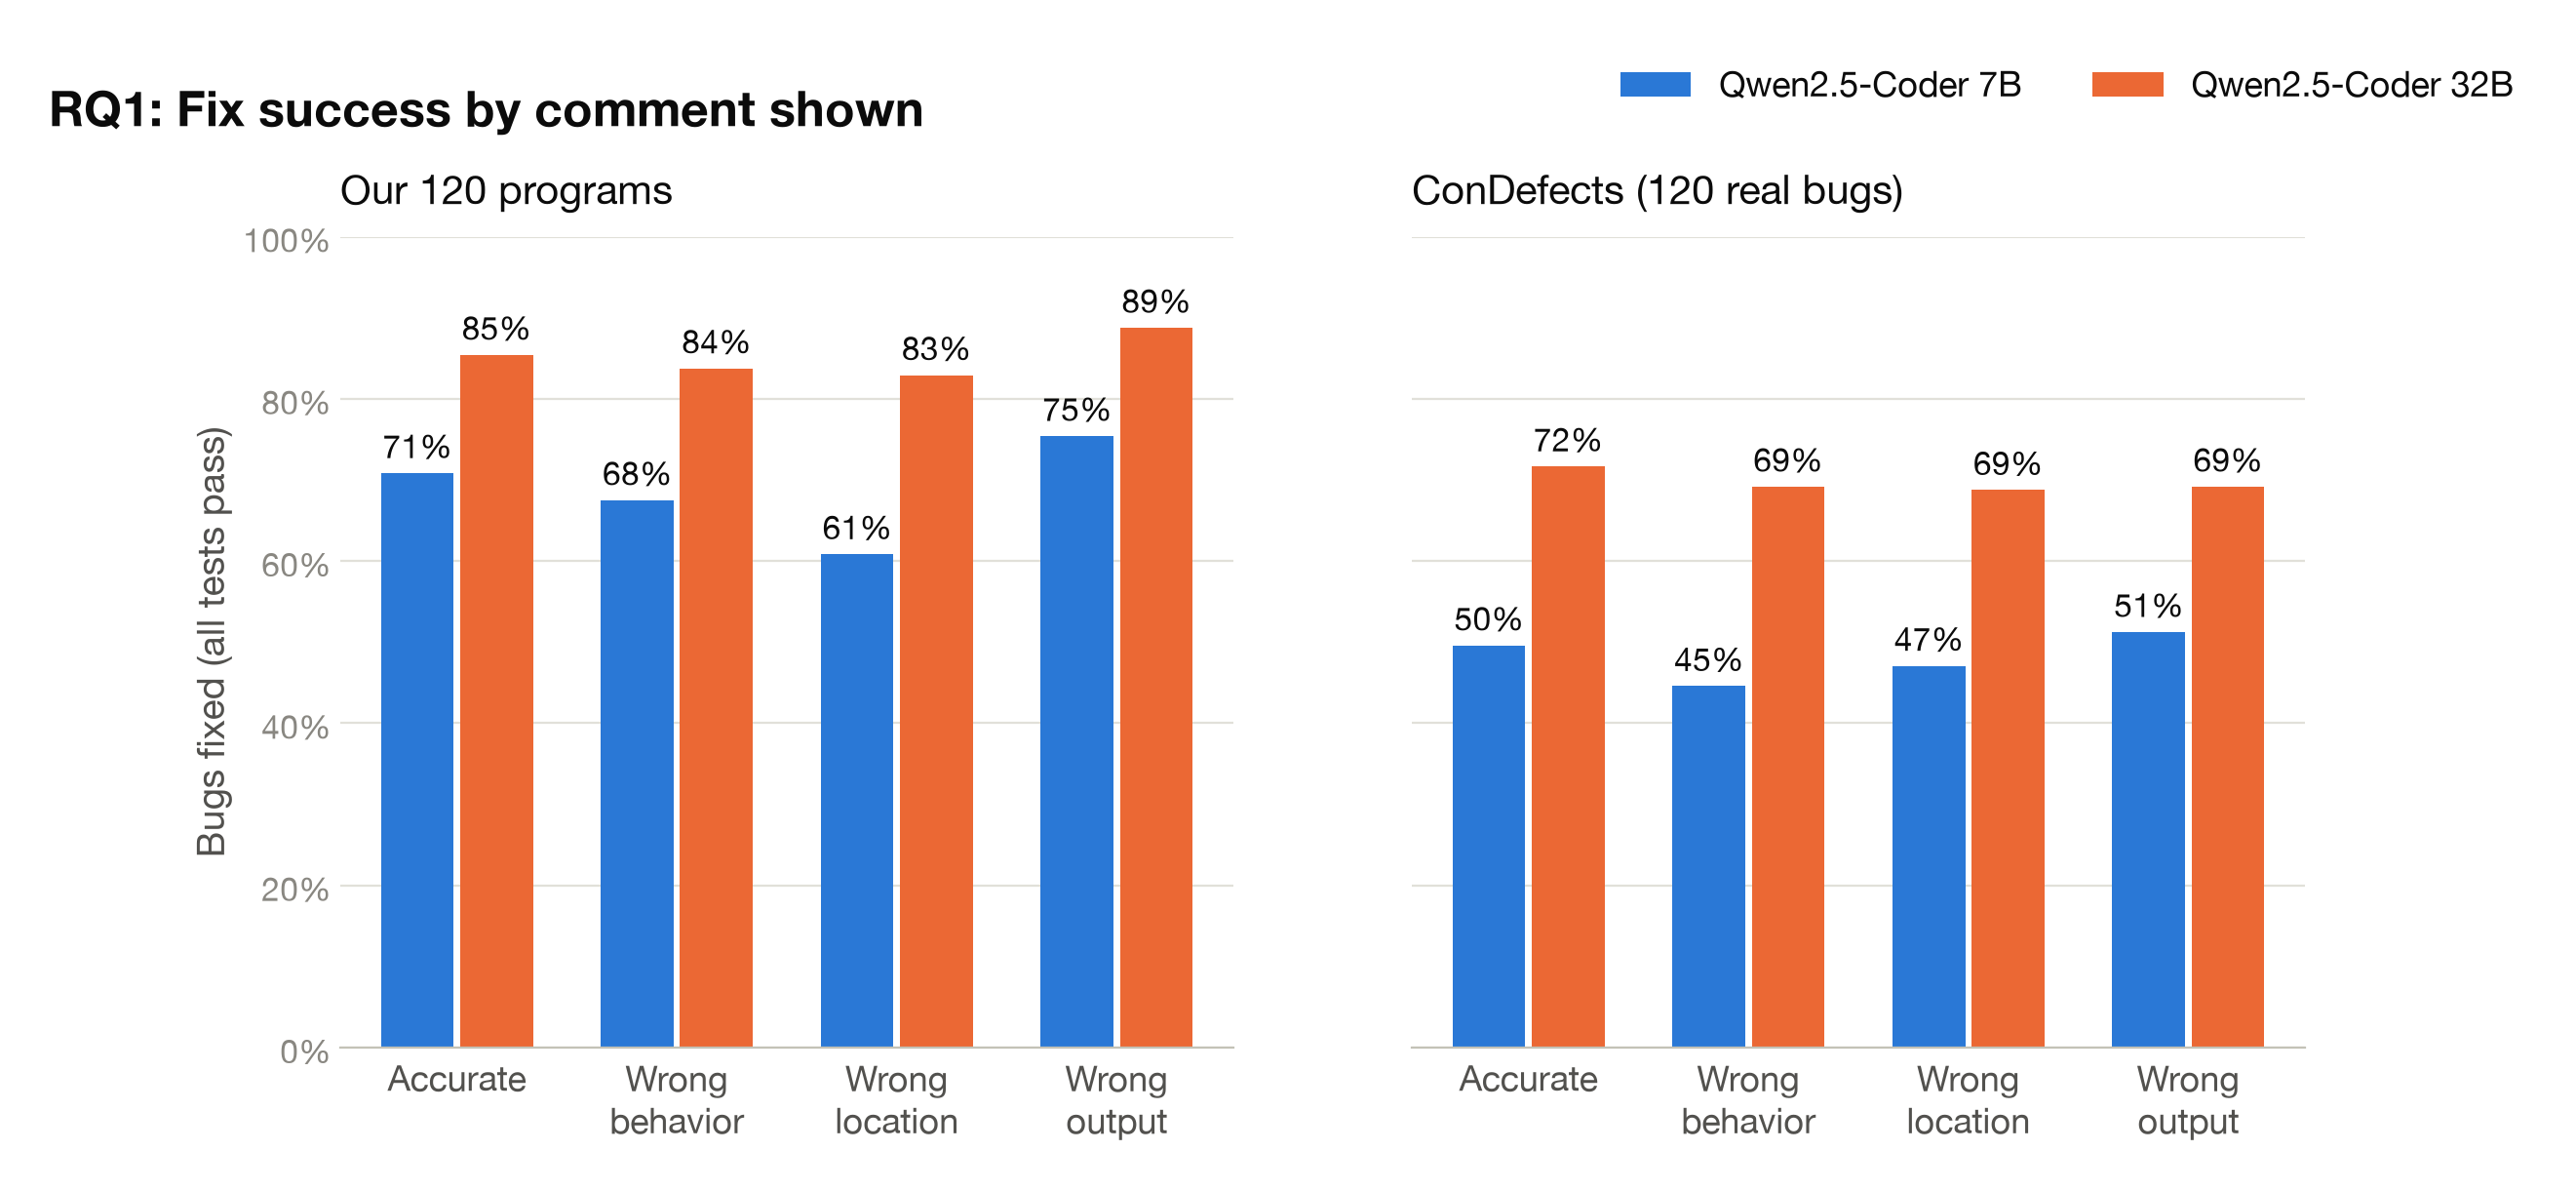 RQ1: Fix success by comment shown
Qwen2.5-Coder 7B
Qwen2.5-Coder 32B
Our 120 programs
Bugs fixed (all tests pass)
100%
80%
60%
40%
20%
0%
71%
85%
68%
84%
61%
83%
75%
89%
Accurate
Wrong
behavior
Wrong
location
Wrong
output
ConDefects (120 real bugs)
50%
72%
45%
69%
47%
69%
51%
69%
Accurate
Wrong
behavior
Wrong
location
Wrong
output